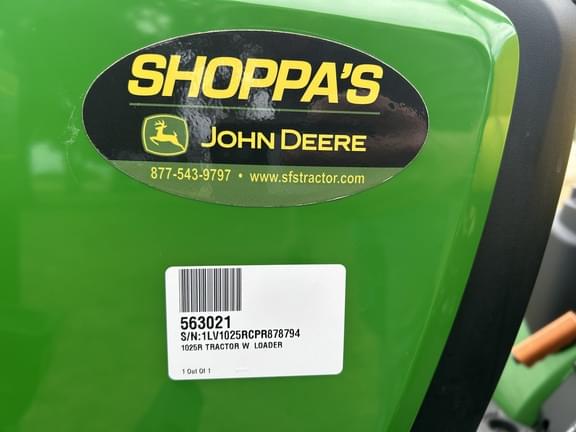 SHOPPA'S
JOHN DEERE
877-543-9797 • www.sfstractor.com
563021
S/N:1LV1025RCPR878794
1025R TRACTOR W LOADER
1 Out Of 1